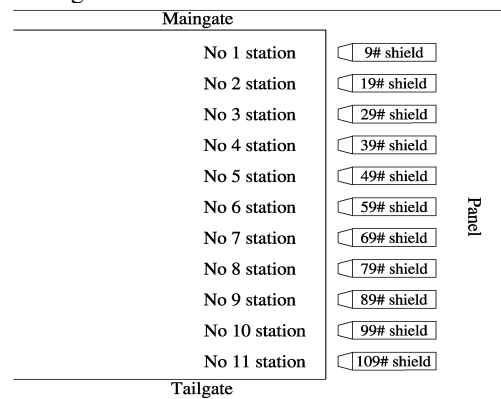 Maingate
No 1 station 9# shield
No 2 station 19# shield
No 3 station 29# shield
No 4 station 39# shield
No 5 station 49# shield
No 6 station 59# shield
No 7 station 69# shield
No 8 station 79# shield
No 9 station 89# shield
No 10 station 99# shield
No 11 station 109# shield
Panel
Tailgate